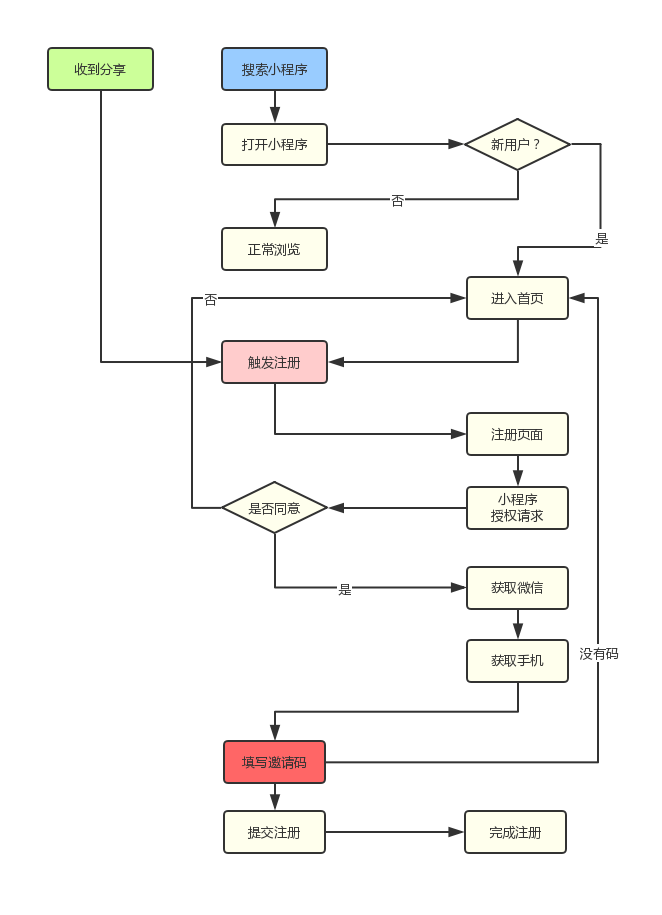 收到分享
搜索小程序
打开小程序
新用户？
否
正常浏览
是
进入首页
否
触发注册
注册页面
小程序
授权请求
是否同意
是
获取微信
获取手机
没有码
填写邀请码
提交注册
完成注册